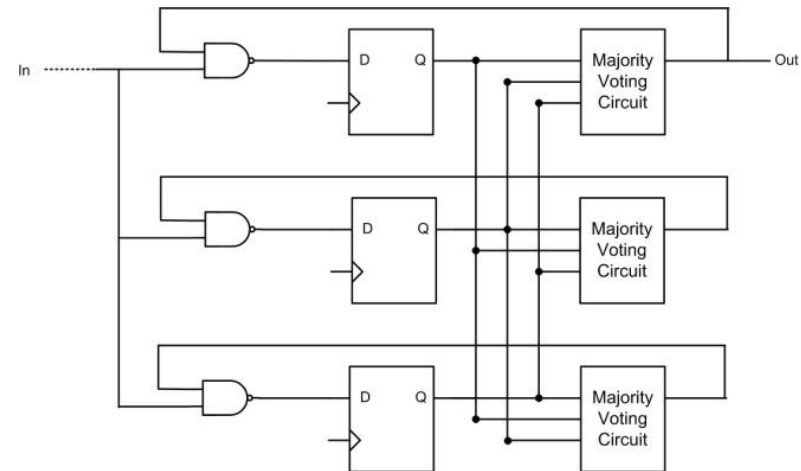 In
D Q
Majority
Voting
Circuit
Out
D Q
Majority
Voting
Circuit
D Q
Majority
Voting
Circuit